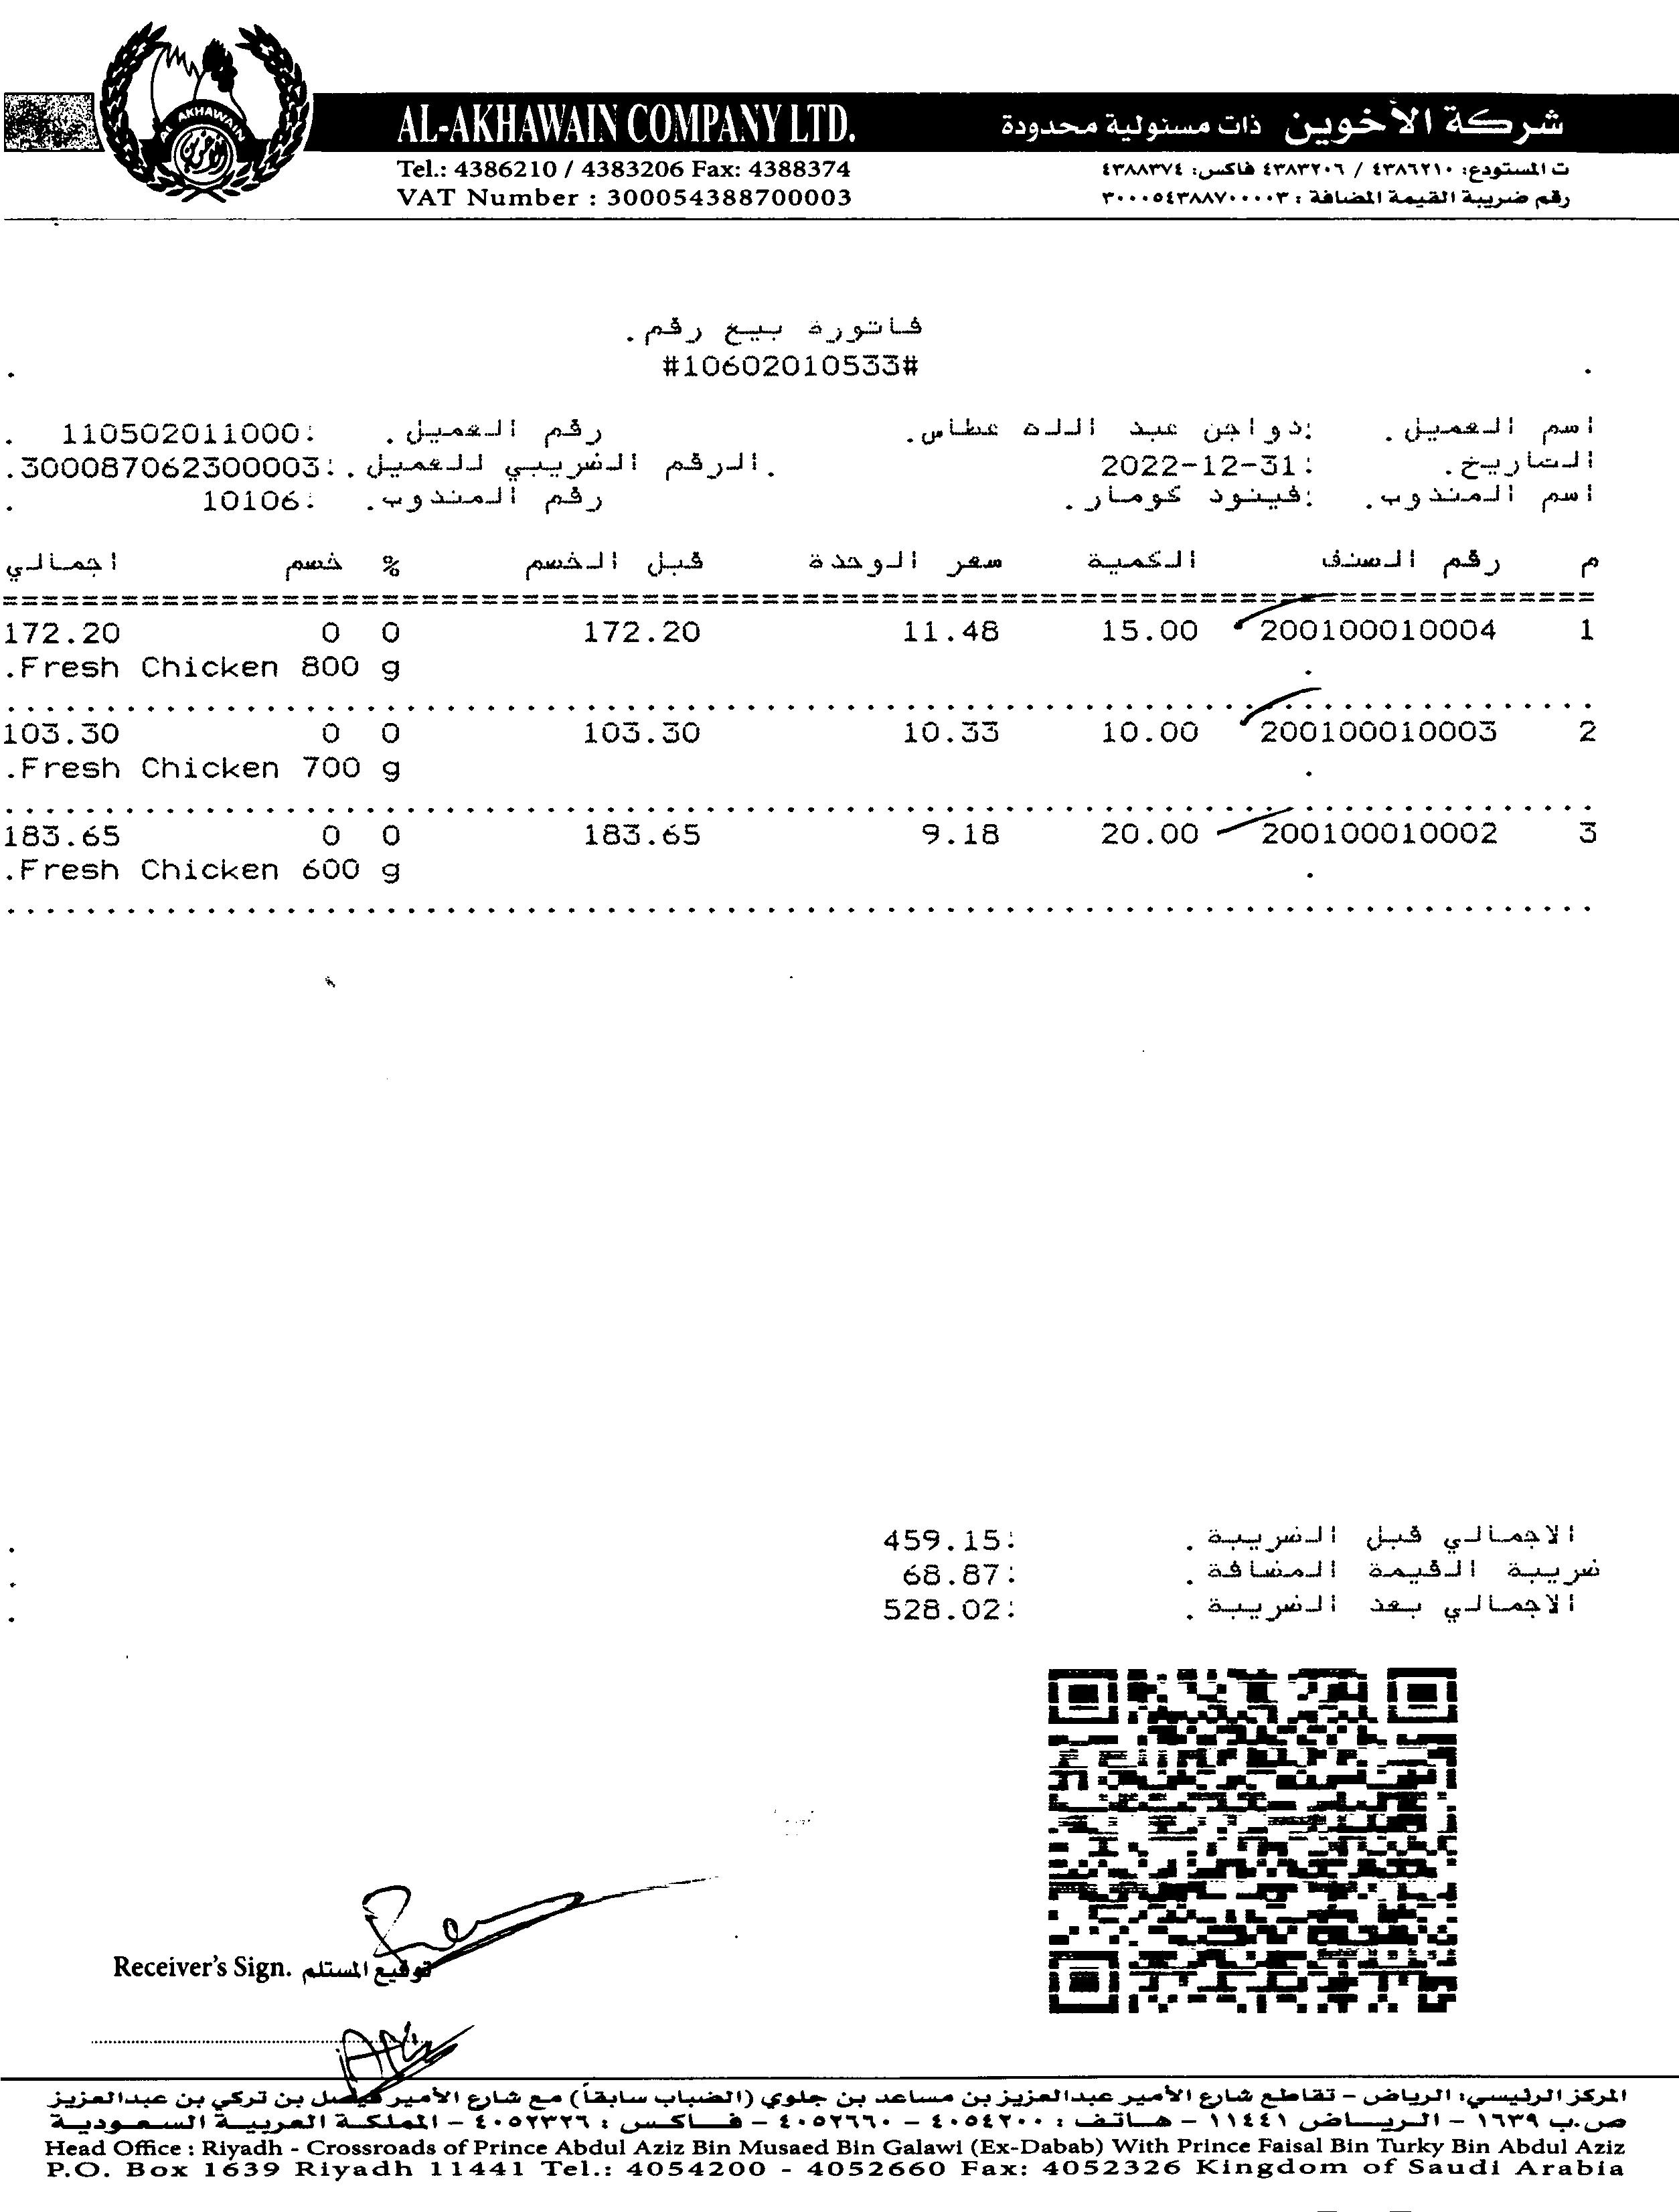 AL AKHAWAIN
AL-AKHAWAIN COMPANY LTD.
شركة الأخوين ذات مسئولية محدودة
Tel.: 4386210 / 4383206 Fax: 4388374
ت المستودع: ٤٣٨٦٢١٠ / ٤٣٨٣٢٠٦ فاكس: ٤٣٨٨٣٧٤
VAT Number : 300054388700003
رقم ضريبة القيمة المضافة : ٣٠٠٠٥٤٣٨٨٧٠٠٠٠٣
فاتورة بيع رقم.
#10602010533#
اسم العميل. :دواجن عبد الله عطاس. رقم العميل. :110502011000
التاريخ. :2022-12-31 الرقم الضريبي للعميل. :300087062300003
اسم المندوب. :فينود كومار. رقم المندوب. :10106
م رقم الصنف الكمية سعر الوحدة قبل الخسم % خسم اجمالي
1 200100010004 15.00 11.48 172.20 0 0 172.20
.Fresh Chicken 800 g
2 200100010003 10.00 10.33 103.30 0 0 103.30
.Fresh Chicken 700 g
3 200100010002 20.00 9.18 183.65 0 0 183.65
.Fresh Chicken 600 g
الاجمالي قبل الضريبة. :459.15
ضريبة القيمة المضافة. :68.87
الاجمالي بعد الضريبة. :528.02
Receiver's Sign. توقيع المستلم
المركز الرئيسي: الرياض - تقاطع شارع الأمير عبدالعزيز بن مساعد بن جلوي (الضباب سابقاً) مع شارع الأمير فيصل بن تركي بن عبدالعزيز
ص.ب ١٦٣٩ - الرياض ١١٤٤١ - هاتف : ٤٠٥٤٢٠٠ - ٤٠٥٢٦٦٠ - فاكس : ٤٠٥٢٣٢٦ - المملكة العربية السعودية
Head Office : Riyadh - Crossroads of Prince Abdul Aziz Bin Musaed Bin Galawi (Ex-Dabab) With Prince Faisal Bin Turky Bin Abdul Aziz
P.O. Box 1639 Riyadh 11441 Tel.: 4054200 - 4052660 Fax: 4052326 Kingdom of Saudi Arabia